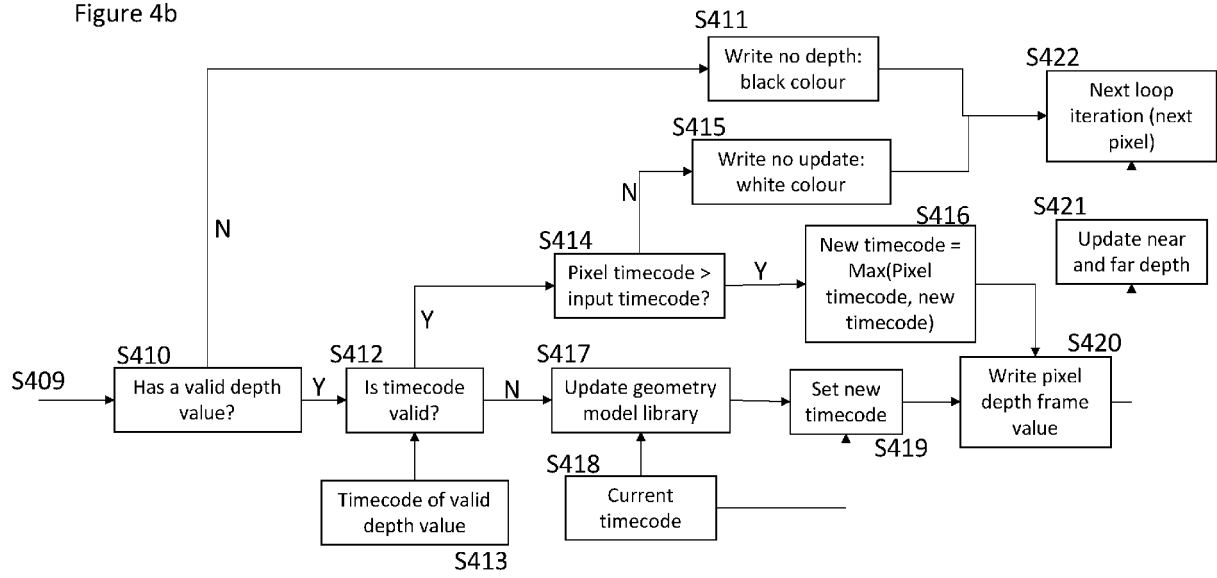 Figure 4b
S411
Write no depth:
black colour
S422
Next loop
iteration (next
pixel)
S415
Write no update:
white colour
N
N
S414
Pixel timecode >
input timecode?
Y
S416
New timecode =
Max(Pixel
timecode, new
timecode)
S421
Update near
and far depth
Y
S409
S410
Has a valid depth
value?
Y
S412
Is timecode
valid?
N
S417
Update geometry
model library
Set new
timecode
S419
S420
Write pixel
depth frame
value
Timecode of valid
depth value
S413
S418
Current
timecode